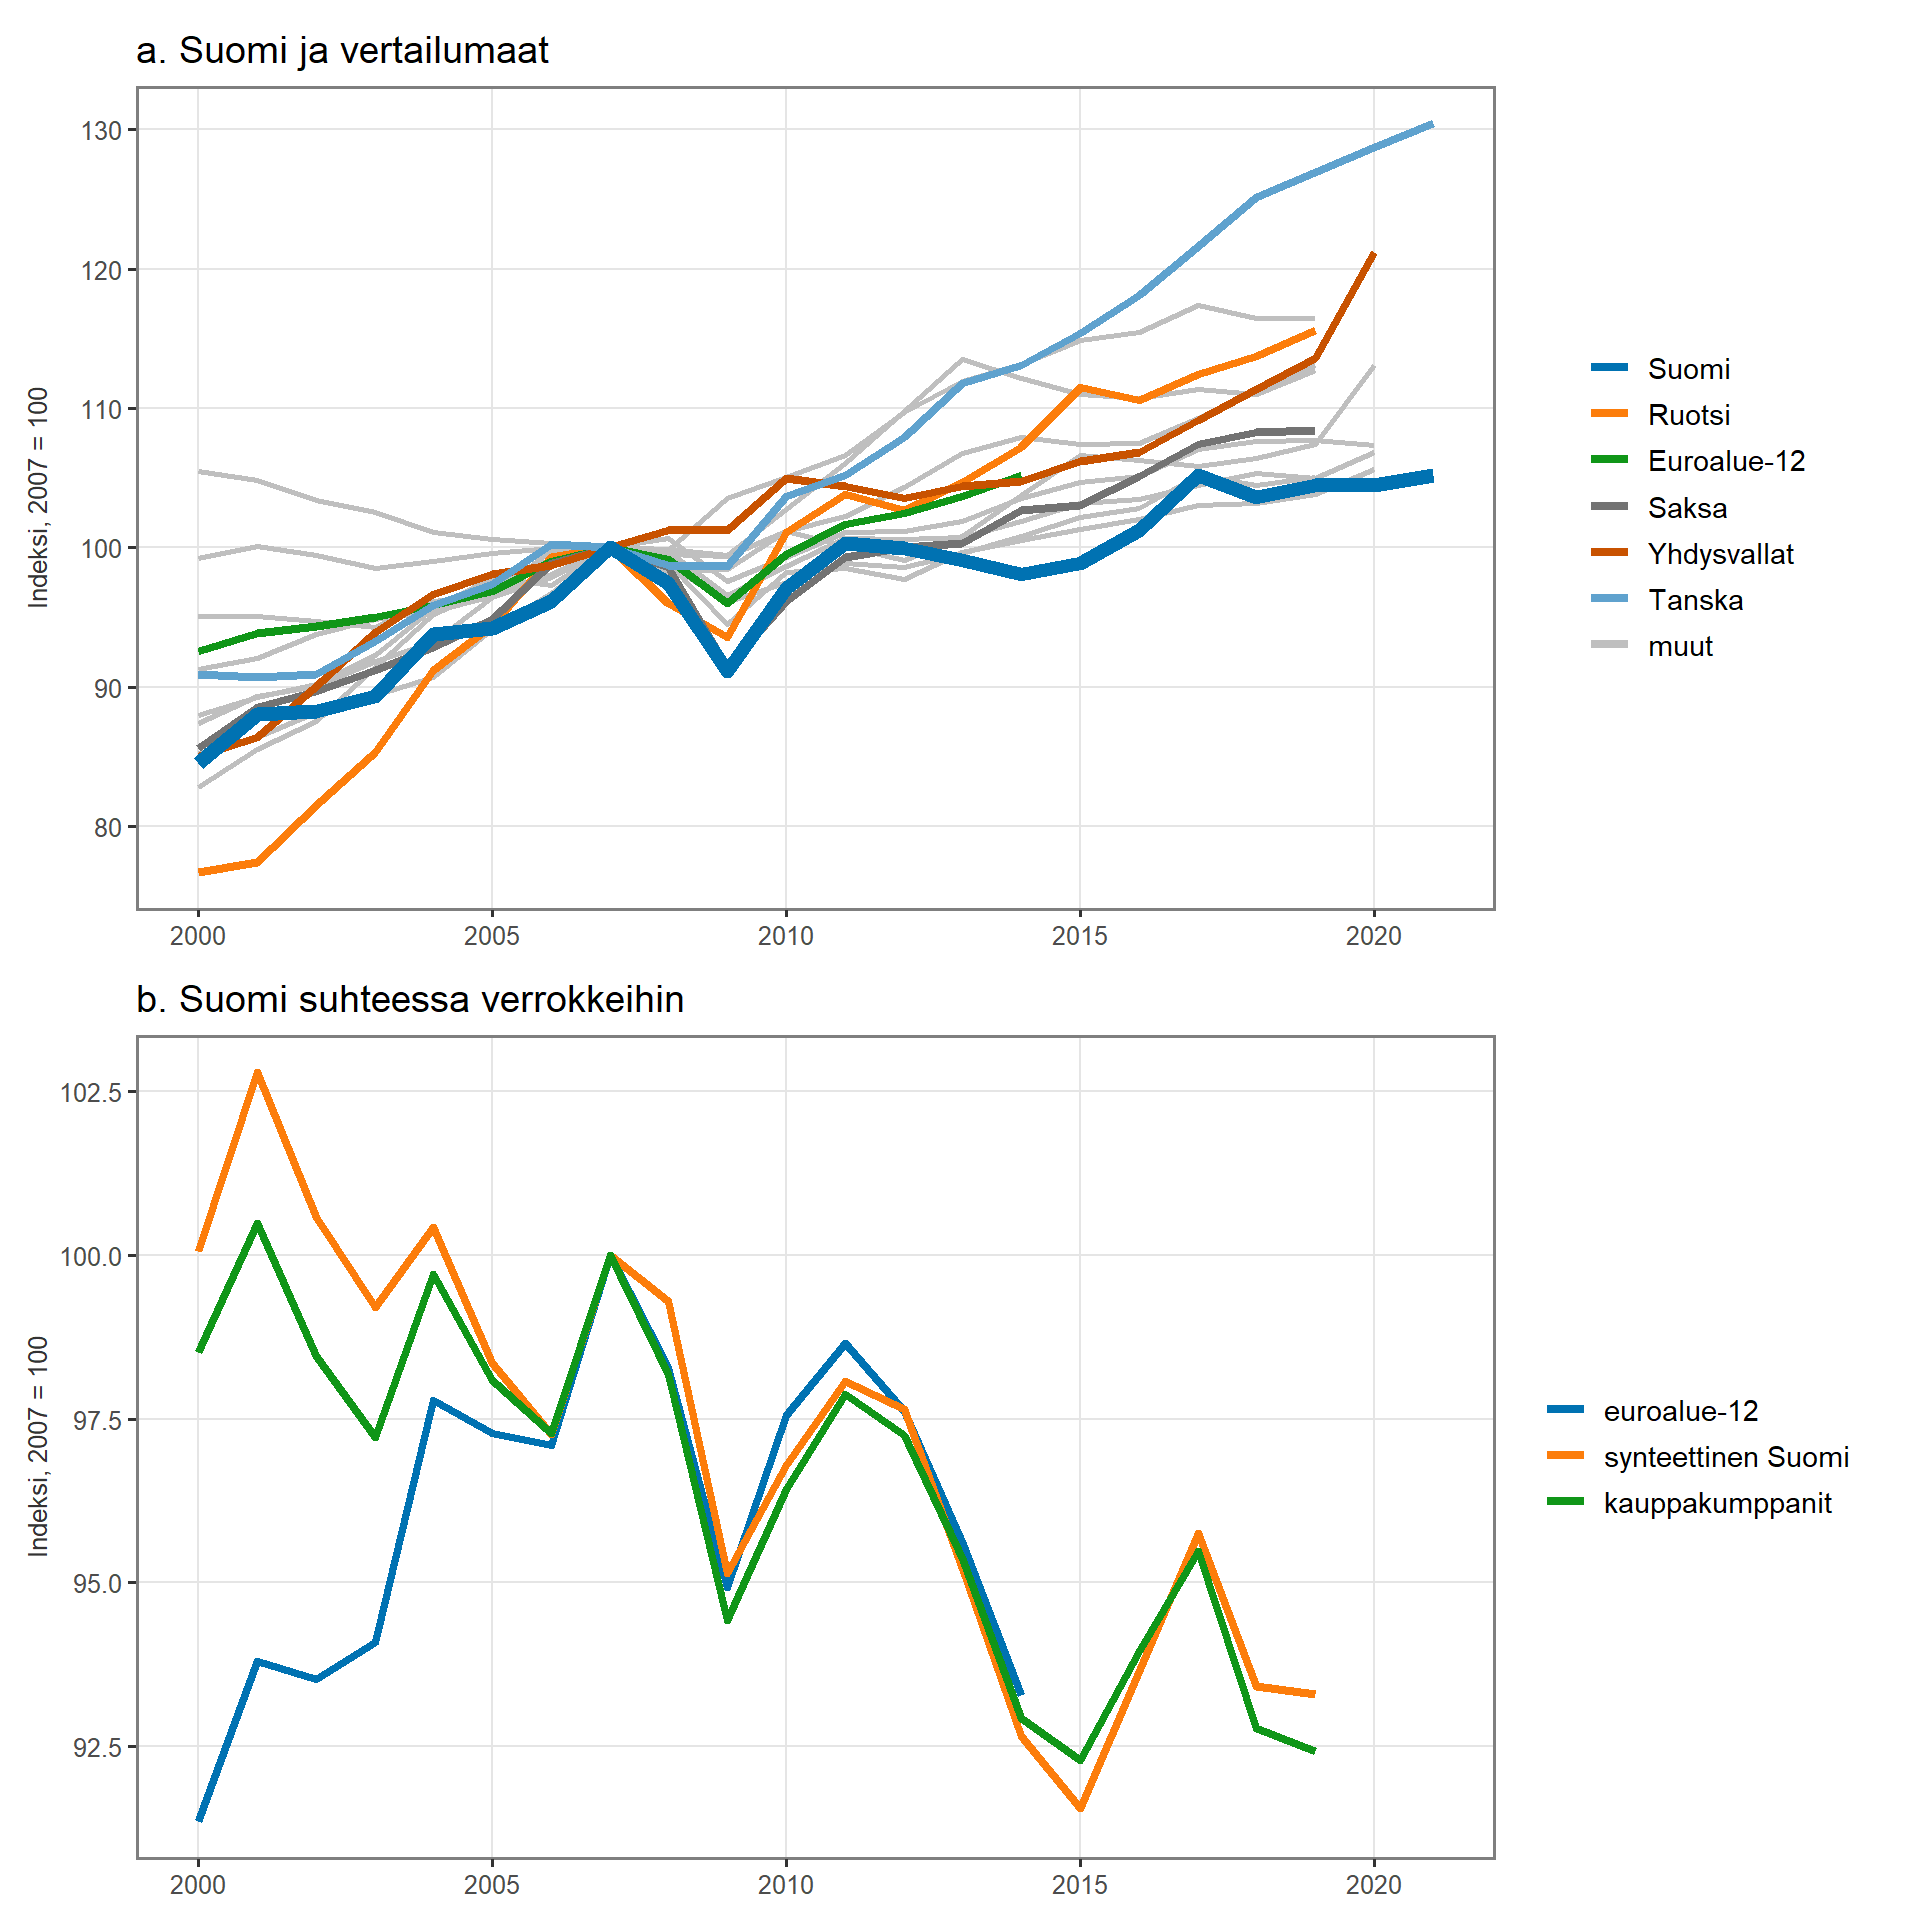 a. Suomi ja vertailumaat
Indeksi, 2007 = 100
130
120
110
100
90
80
2000
2005
2010
2015
2020
Suomi
Ruotsi
Euroalue-12
Saksa
Yhdysvallat
Tanska
muut
b. Suomi suhteessa verrokkeihin
Indeksi, 2007 = 100
102.5
100.0
97.5
95.0
92.5
2000
2005
2010
2015
2020
euroalue-12
synteettinen Suomi
kauppakumppanit